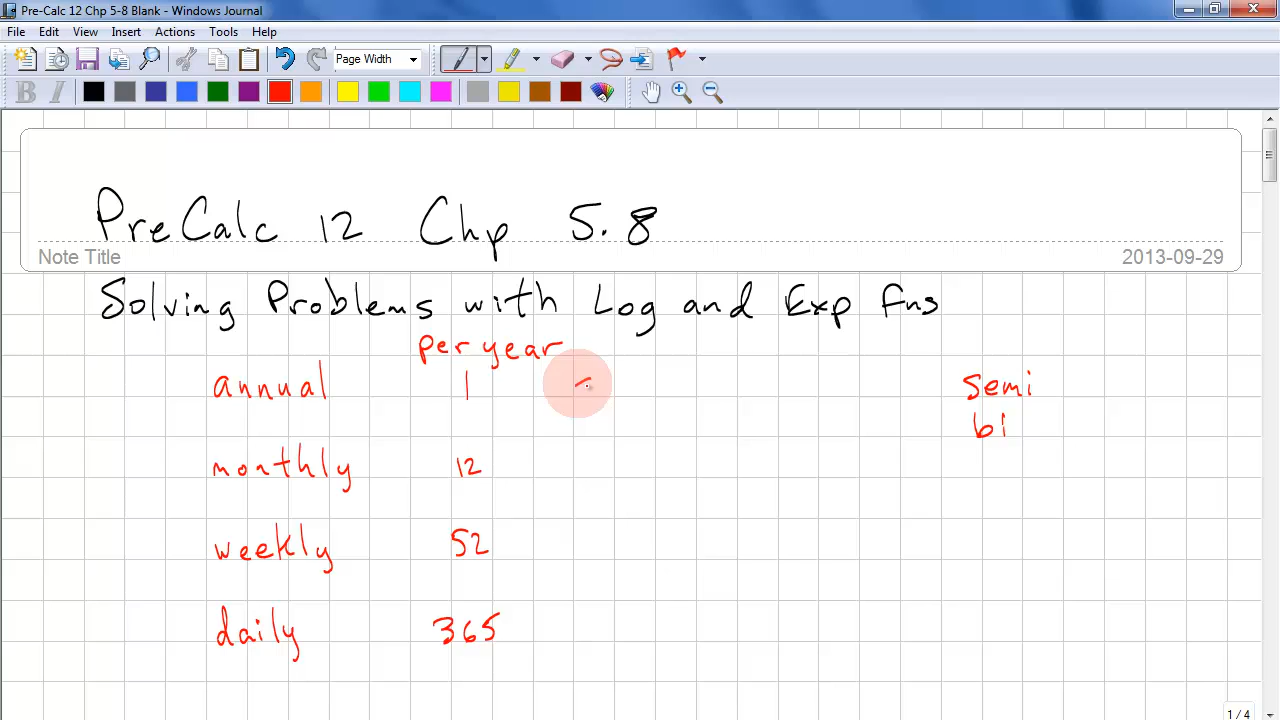 Pre-Calc 12 Chp 5-8 Blank - Windows Journal
File Edit View Insert Actions Tools Help
Page Width
B I
PreCalc 12 Chp 5.8
Note Title 2013-09-29
Solving Problems with Log and Exp Fns
per year
annual 1 semi
bi
monthly 12
weekly 52
daily 365
1/4